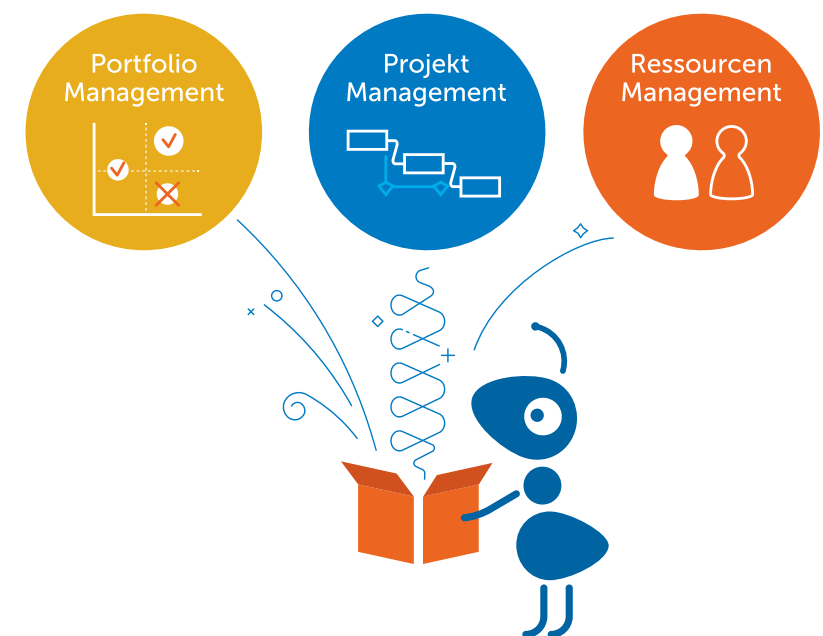 Portfolio
Management
Projekt
Management
Ressourcen
Management